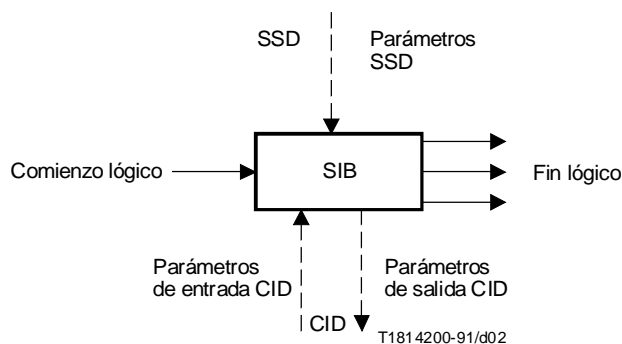 SSD
Parámetros
SSD
Comienzo lógico
SIB
Fin lógico
Parámetros
de entrada CID
CID
Parámetros
de salida CID
T1814200-91/d02